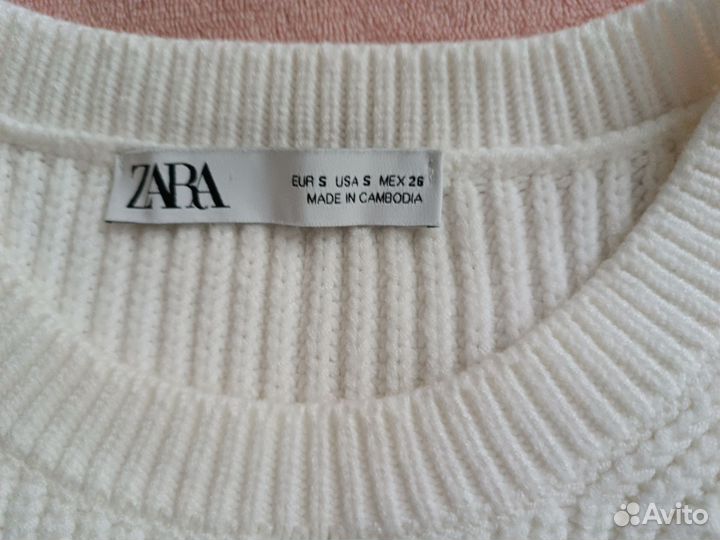 ZARA
EUR S USA S MEX 26
MADE IN CAMBODIA
Avito